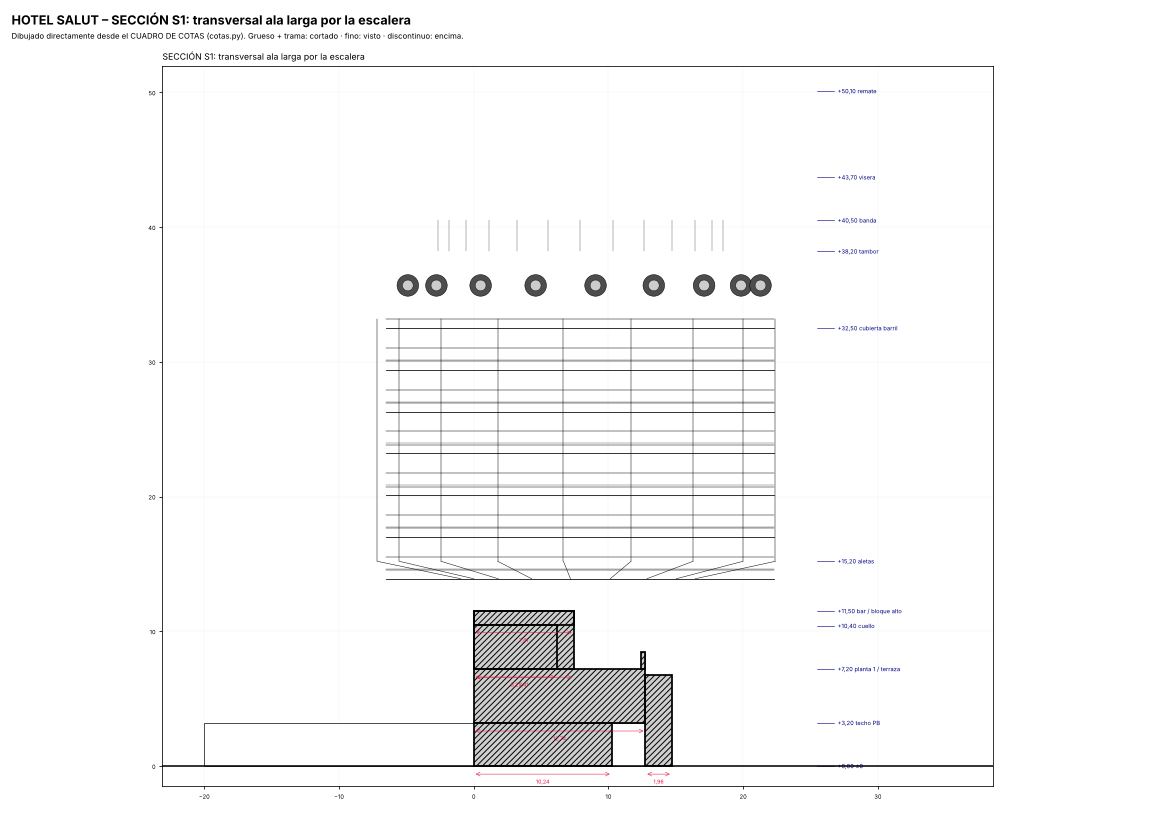 HOTEL SALUT – SECCIÓN S1: transversal ala larga por la escalera
Dibujado directamente desde el CUADRO DE COTAS (cotas.py). Grueso + trama: cortado · fino: visto · discontinuo: encima.
SECCIÓN S1: transversal ala larga por la escalera
50
+50,10 remate
+43,70 visera
+40,50 banda
40
+38,20 tambor
+32,50 cubierta barril
30
20
+15,20 aletas
+11,50 bar / bloque alto
10
+10,40 cuello
+7,20 planta 1 / terraza
+3,20 techo PB
0
10,24
1,96
−20
−10
0
10
20
30